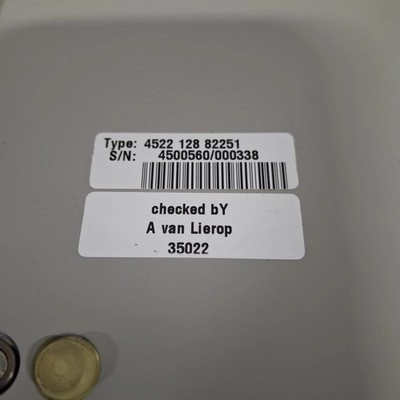 Type: 4522 128 82251
S/N: 4500560/000338
checked bY
A van Lierop
35022